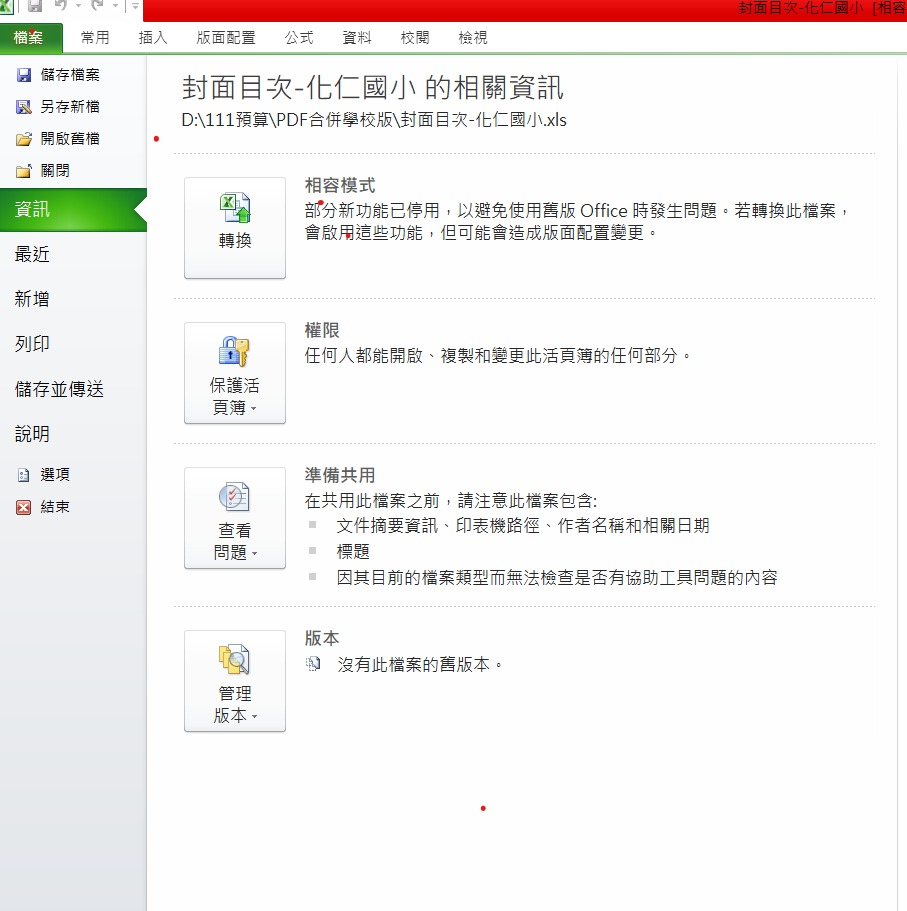 封面目次-化仁國小 [相容
檔案 常用 插入 版面配置 公式 資料 校閱 檢視
儲存檔案
另存新檔
開啟舊檔
關閉
資訊
最近
新增
列印
儲存並傳送
說明
選項
結束
封面目次-化仁國小 的相關資訊
D:\111預算\PDF合併學校版\封面目次-化仁國小.xls
轉換
相容模式
部分新功能已停用，以避免使用舊版 Office 時發生問題。若轉換此檔案，
會啟用這些功能，但可能會造成版面配置變更。
保護活
頁簿
權限
任何人都能開啟、複製和變更此活頁簿的任何部分。
查看
問題
準備共用
在共用此檔案之前，請注意此檔案包含:
文件摘要資訊、印表機路徑、作者名稱和相關日期
標題
因其目前的檔案類型而無法檢查是否有協助工具問題的內容
管理
版本
版本
沒有此檔案的舊版本。